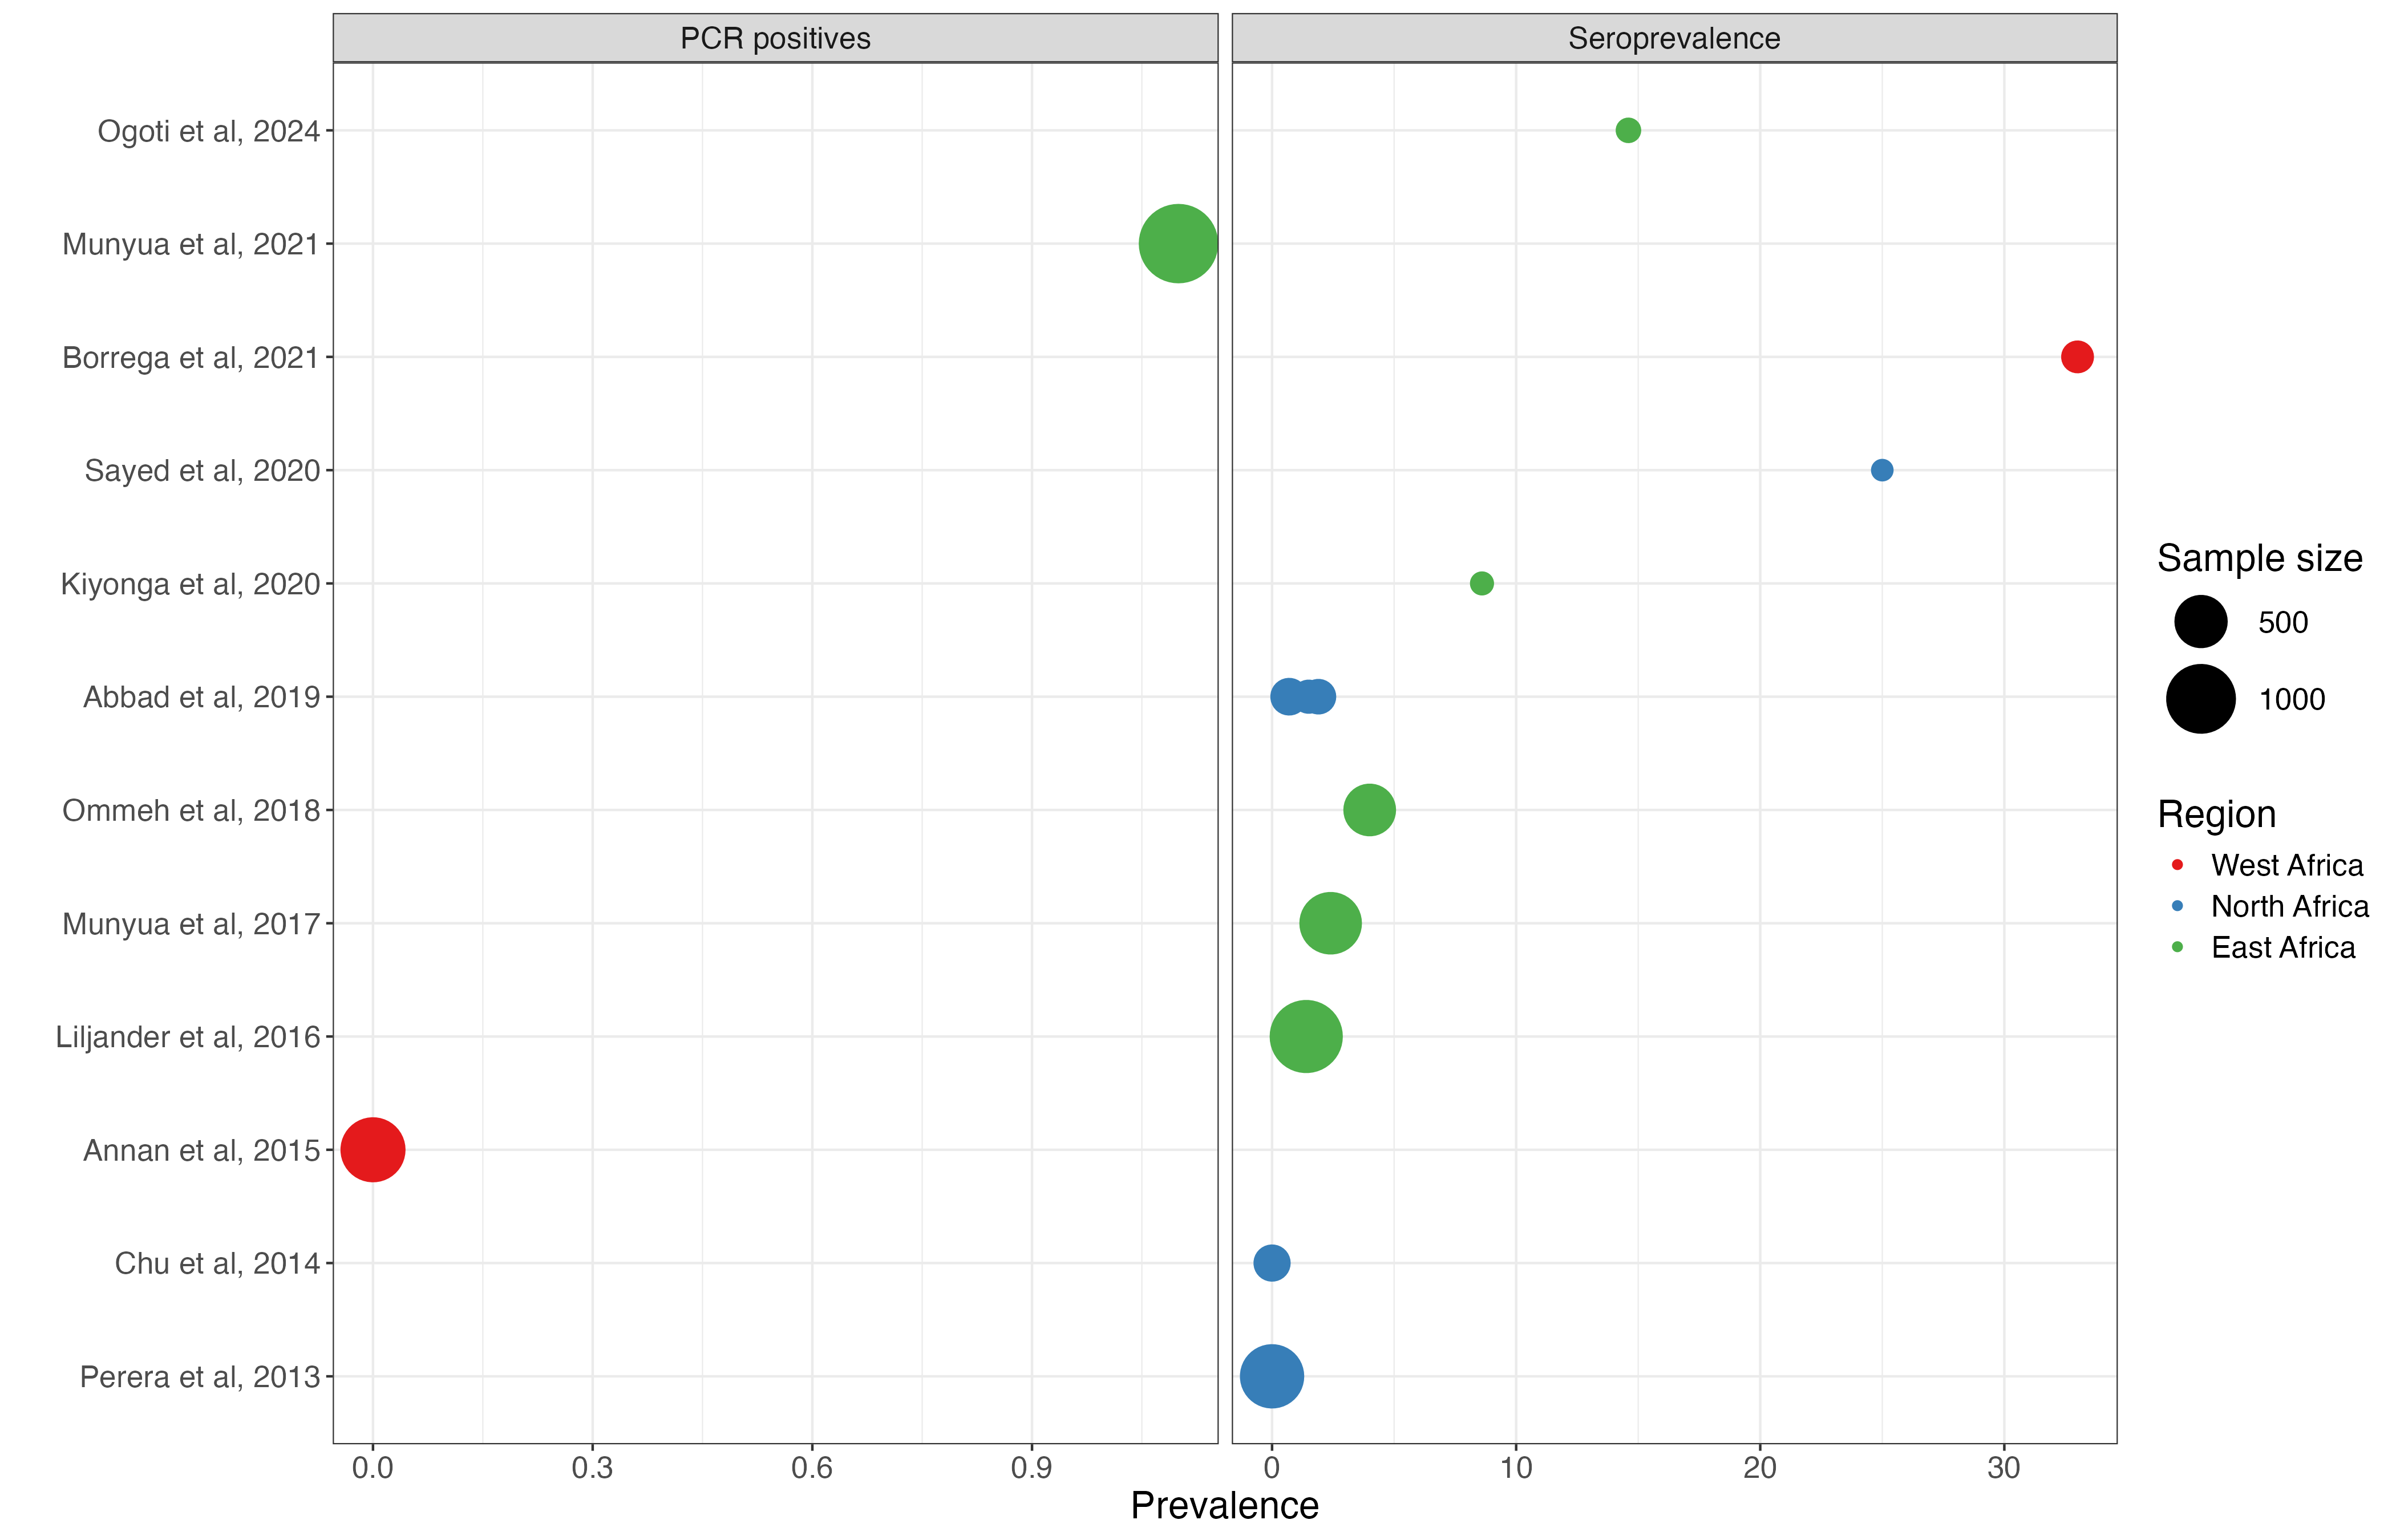 PCR positives
Seroprevalence
Ogoti et al, 2024
Munyua et al, 2021
Borrega et al, 2021
Sayed et al, 2020
Kiyonga et al, 2020
Abbad et al, 2019
Ommeh et al, 2018
Munyua et al, 2017
Liljander et al, 2016
Annan et al, 2015
Chu et al, 2014
Perera et al, 2013
0.0 0.3 0.6 0.9
0 10 20 30
Prevalence
Sample size
500
1000
Region
West Africa
North Africa
East Africa